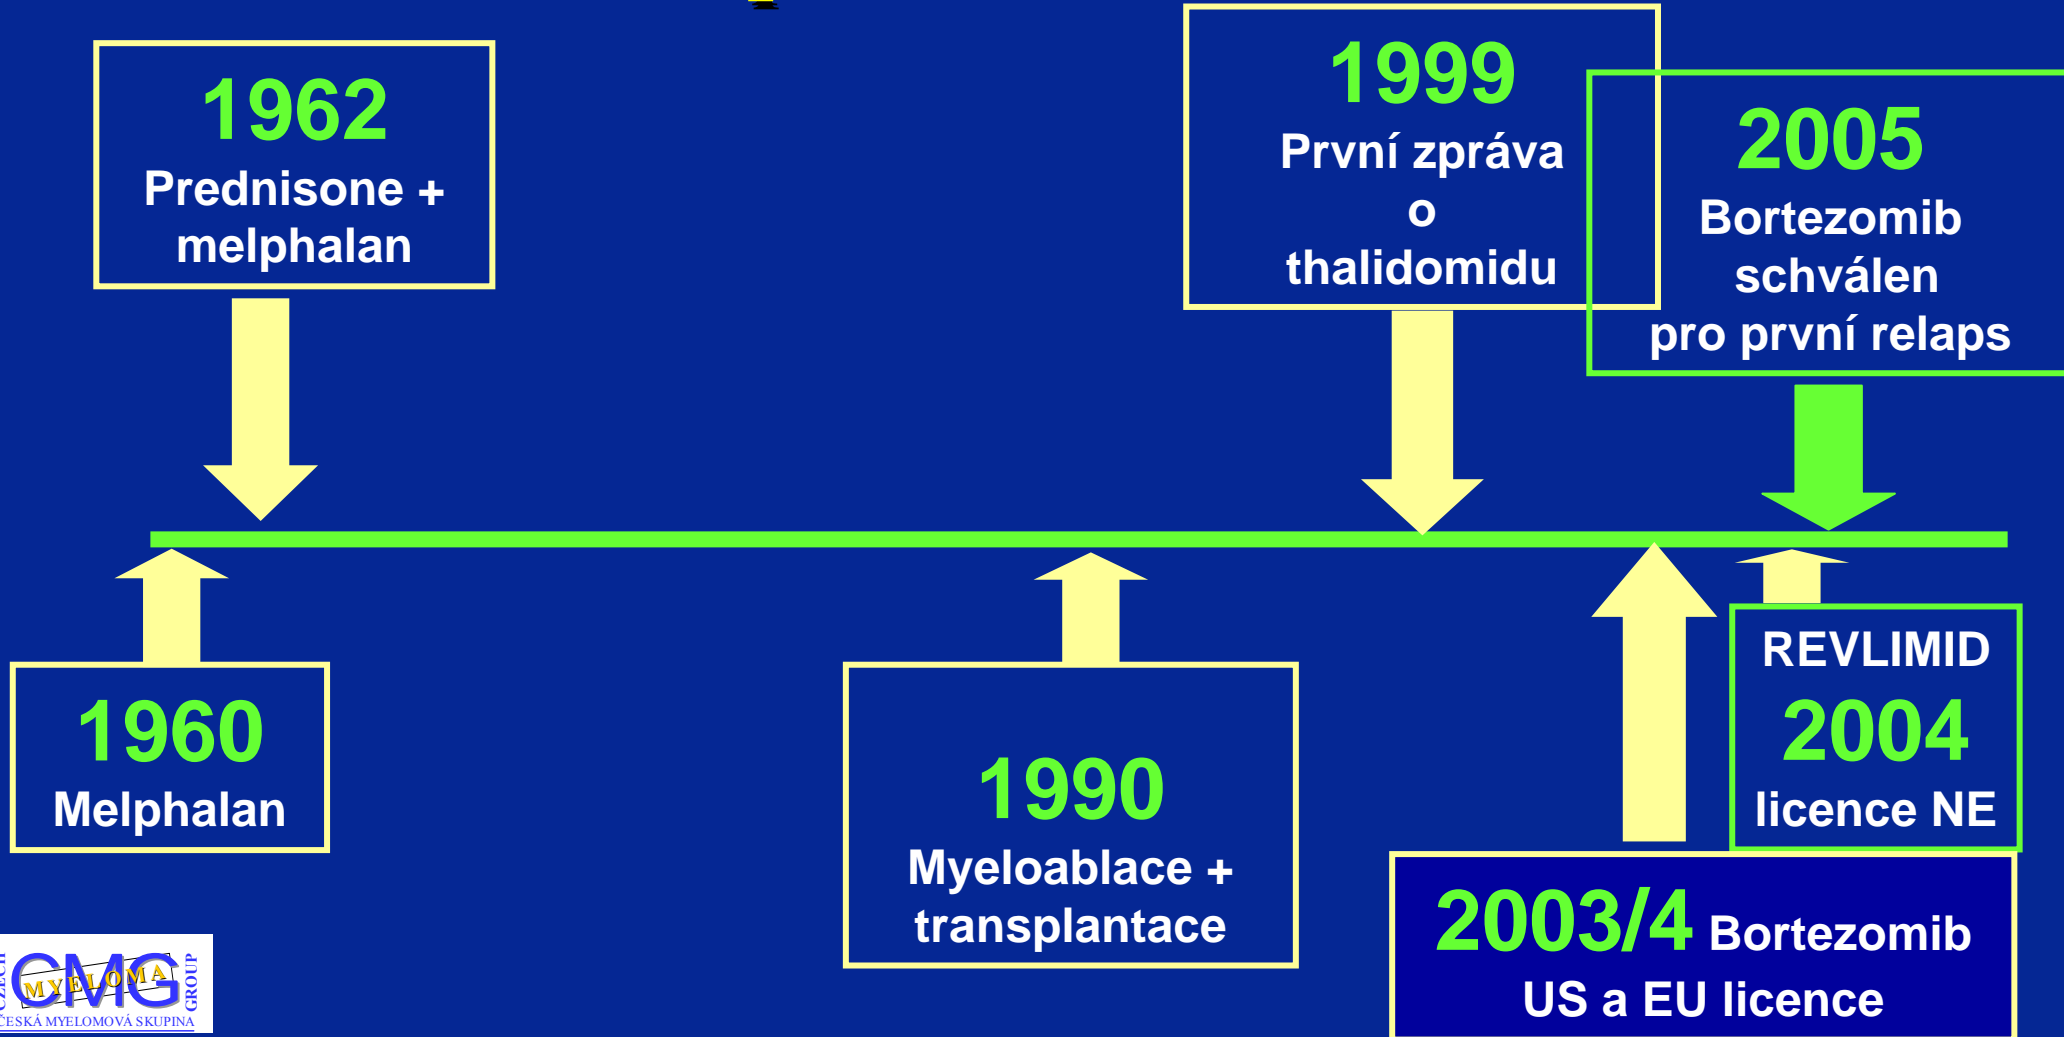 1962
Prednisone +
melphalan
1999
První zpráva
o
thalidomidu
2005
Bortezomib
schválen
pro první relaps
1960
Melphalan
1990
Myeloablace +
transplantace
REVLIMID
2004
licence NE
2003/4 Bortezomib
US a EU licence
CZECH
CMG
MYELOMA
GROUP
ČESKÁ MYELOMOVÁ SKUPINA